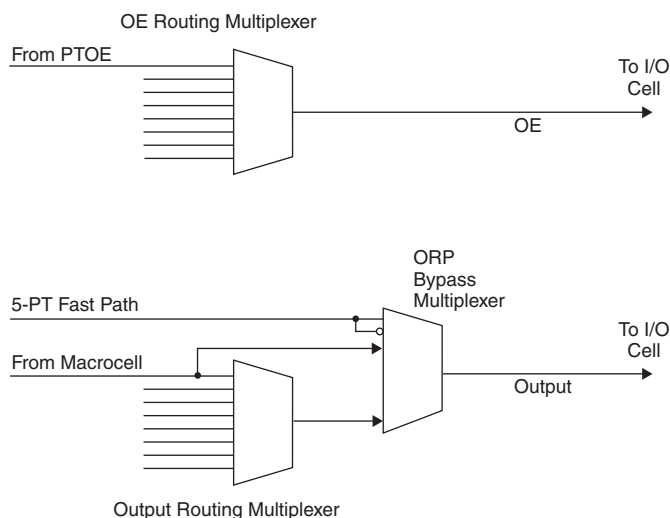 OE Routing Multiplexer
From PTOE
To I/O
Cell
OE
ORP
Bypass
Multiplexer
5-PT Fast Path
To I/O
Cell
From Macrocell
Output
Output Routing Multiplexer